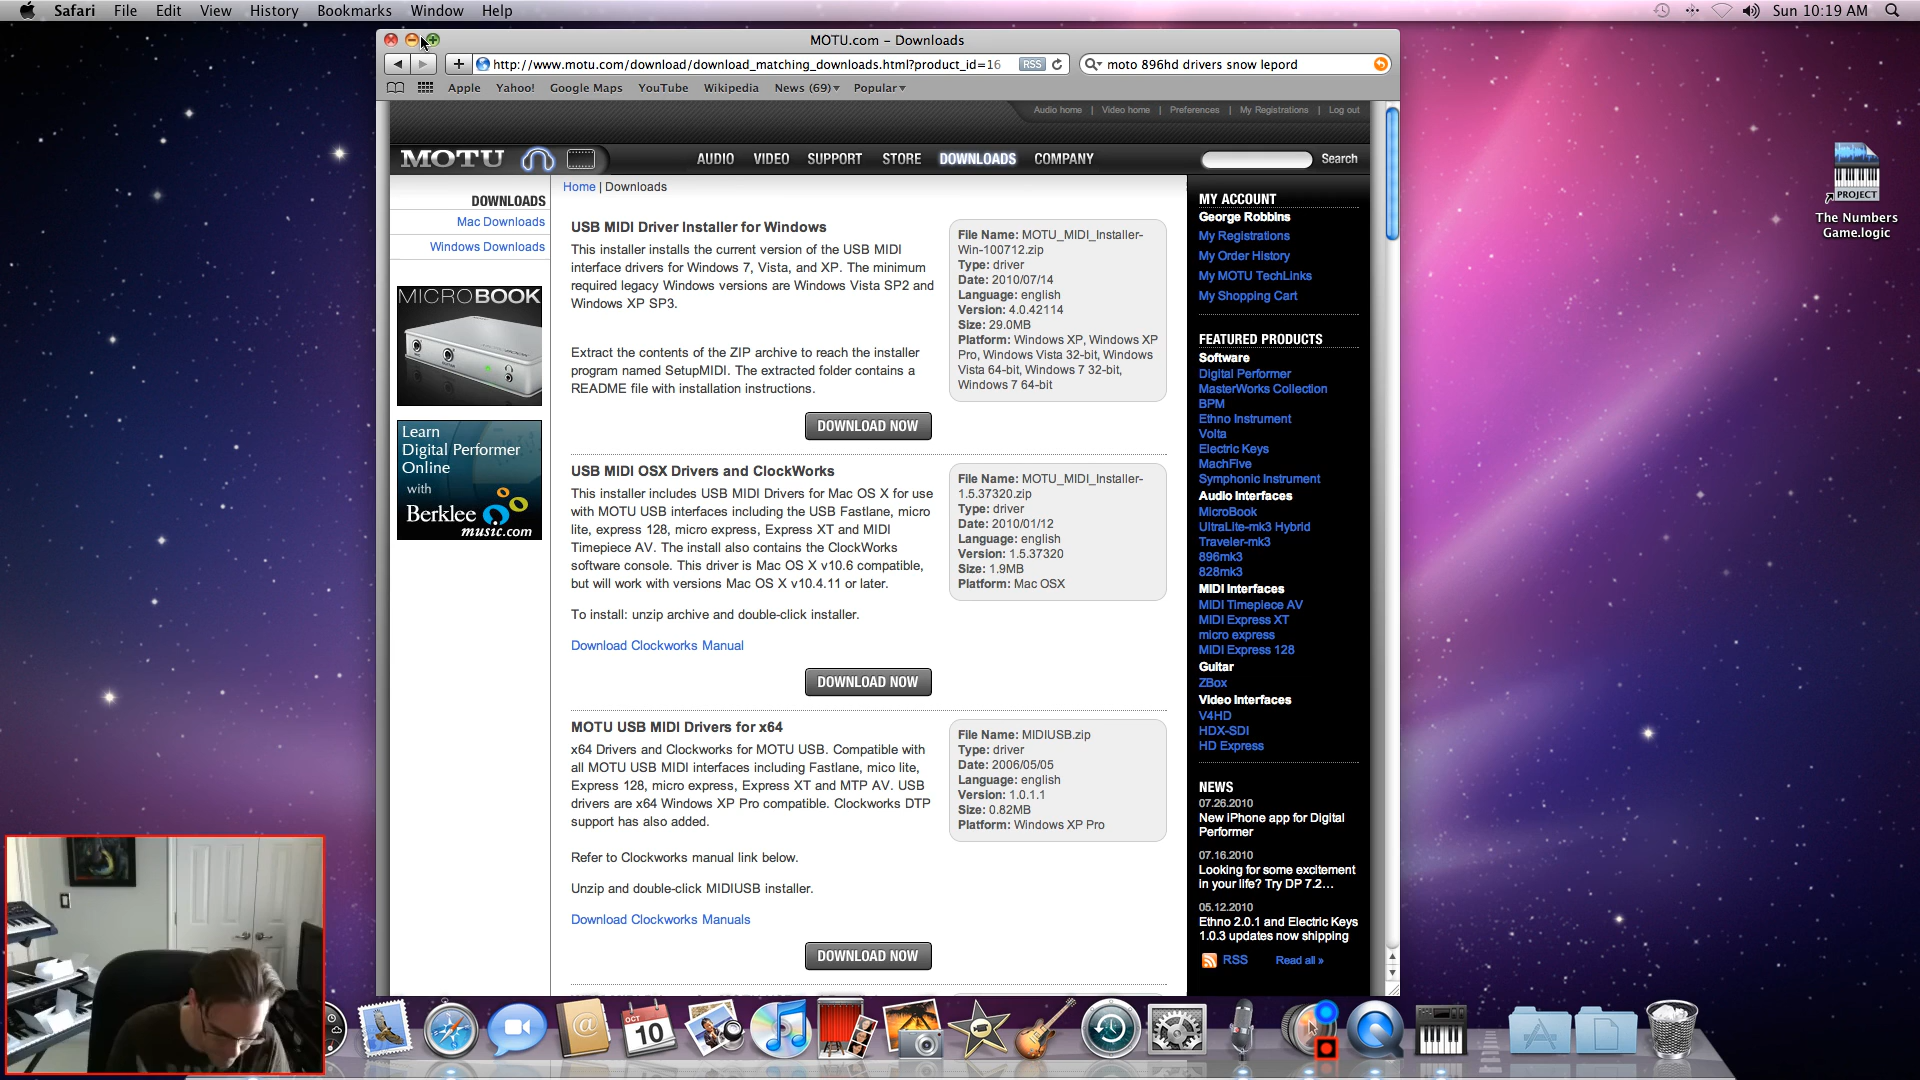 Safari File Edit View History Bookmarks Window Help
Sun 10:19 AM
MOTU.com – Downloads
http://www.motu.com/download/download_matching_downloads.html?product_id=16
RSS
moto 896hd drivers snow lepord
Apple Yahoo! Google Maps YouTube Wikipedia News (69) Popular
Audio home | Video home | Preferences | My Registrations | Log out
MOTU
AUDIO VIDEO SUPPORT STORE DOWNLOADS COMPANY
Search
DOWNLOADS
Mac Downloads
Windows Downloads
MICROBOOK
Learn
Digital Performer
Online
with
Berklee
music.com
Home | Downloads
USB MIDI Driver Installer for Windows
This installer installs the current version of the USB MIDI
interface drivers for Windows 7, Vista, and XP. The minimum
required legacy Windows versions are Windows Vista SP2 and
Windows XP SP3.
Extract the contents of the ZIP archive to reach the installer
program named SetupMIDI. The extracted folder contains a
README file with installation instructions.
File Name: MOTU_MIDI_Installer-
Win-100712.zip
Type: driver
Date: 2010/07/14
Language: english
Version: 4.0.42114
Size: 29.0MB
Platform: Windows XP, Windows XP
Pro, Windows Vista 32-bit, Windows
Vista 64-bit, Windows 7 32-bit,
Windows 7 64-bit
DOWNLOAD NOW
USB MIDI OSX Drivers and ClockWorks
This installer includes USB MIDI Drivers for Mac OS X for use
with MOTU USB interfaces including the USB Fastlane, micro
lite, express 128, micro express, Express XT and MIDI
Timepiece AV. The install also contains the ClockWorks
software console. This driver is Mac OS X v10.6 compatible,
but will work with versions Mac OS X v10.4.11 or later.
To install: unzip archive and double-click installer.
Download Clockworks Manual
File Name: MOTU_MIDI_Installer-
1.5.37320.zip
Type: driver
Date: 2010/01/12
Language: english
Version: 1.5.37320
Size: 1.9MB
Platform: Mac OSX
DOWNLOAD NOW
MOTU USB MIDI Drivers for x64
x64 Drivers and Clockworks for MOTU USB. Compatible with
all MOTU USB MIDI interfaces including Fastlane, mico lite,
Express 128, micro express, Express XT and MTP AV. USB
drivers are x64 Windows XP Pro compatible. Clockworks DTP
support has also added.
Refer to Clockworks manual link below.
Unzip and double-click MIDIUSB installer.
Download Clockworks Manuals
File Name: MIDIUSB.zip
Type: driver
Date: 2006/05/05
Language: english
Version: 1.0.1.1
Size: 0.82MB
Platform: Windows XP Pro
DOWNLOAD NOW
MY ACCOUNT
George Robbins
My Registrations
My Order History
My MOTU TechLinks
My Shopping Cart
FEATURED PRODUCTS
Software
Digital Performer
MasterWorks Collection
BPM
Ethno Instrument
Volta
Electric Keys
MachFive
Symphonic Instrument
Audio Interfaces
MicroBook
UltraLite-mk3 Hybrid
Traveler-mk3
896mk3
828mk3
MIDI Interfaces
MIDI Timepiece AV
MIDI Express XT
micro express
MIDI Express 128
Guitar
ZBox
Video Interfaces
V4HD
HDX-SDI
HD Express
NEWS
07.26.2010
New iPhone app for Digital
Performer
07.16.2010
Looking for some excitement
in your life? Try DP 7.2...
05.12.2010
Ethno 2.0.1 and Electric Keys
1.0.3 updates now shipping
RSS Read all »
PROJECT
The Numbers
Game.logic
OCT
10